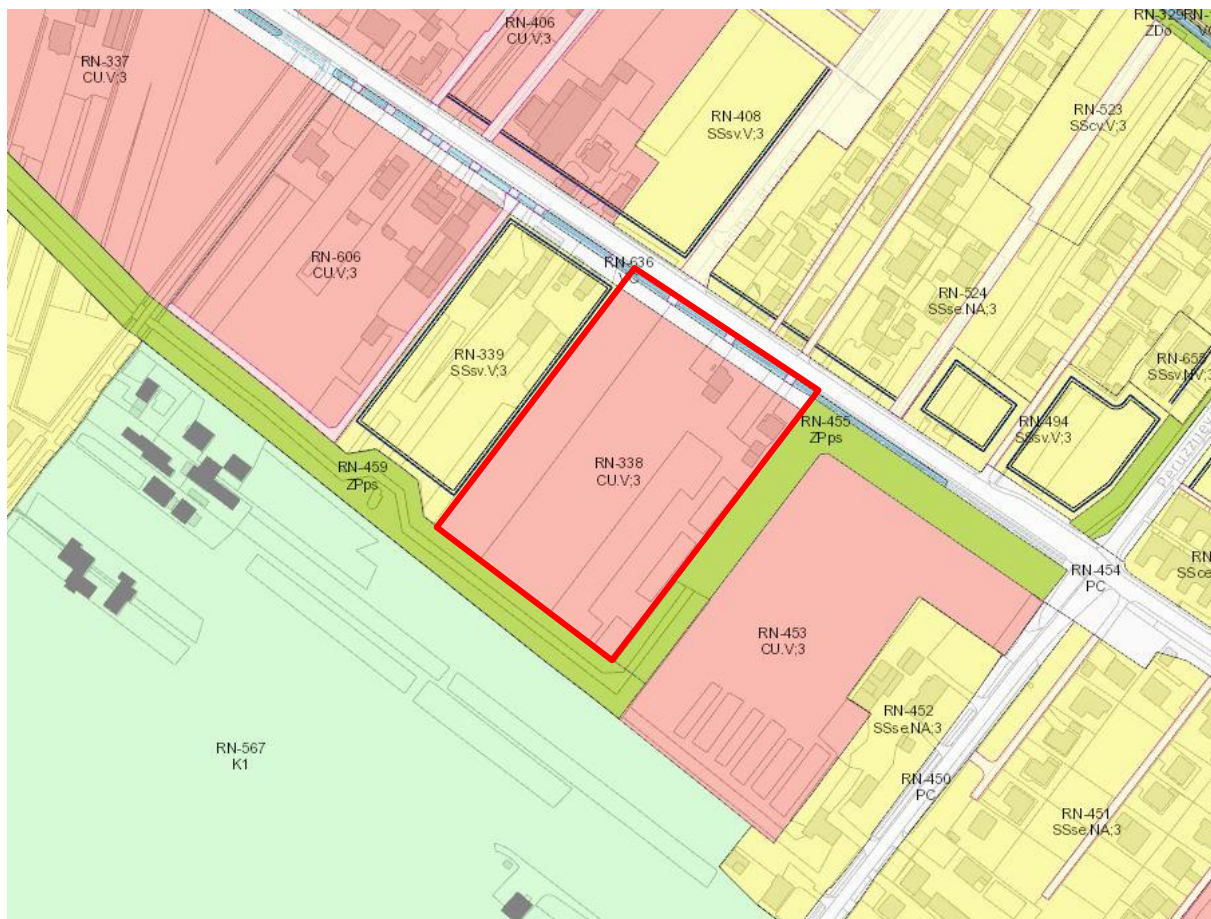 RN-406
CU.V;3
RN-337
CU.V;3
ZDo
RN-408
SSsv.V;3
RN-523
SScv.V;3
RN-606
CU.V;3
RN-636
RN-524
SSse.NA;3
RN-339
SSsv.V;3
RN-494
SSsv.V;3
RN-455
ZPps
RN-338
CU.V;3
RN-459
ZPps
RN-454
PC
RN-453
CU.V;3
RN-452
SSse.NA;3
RN-567
K1
RN-450
PC
RN-451
SSse.NA;3